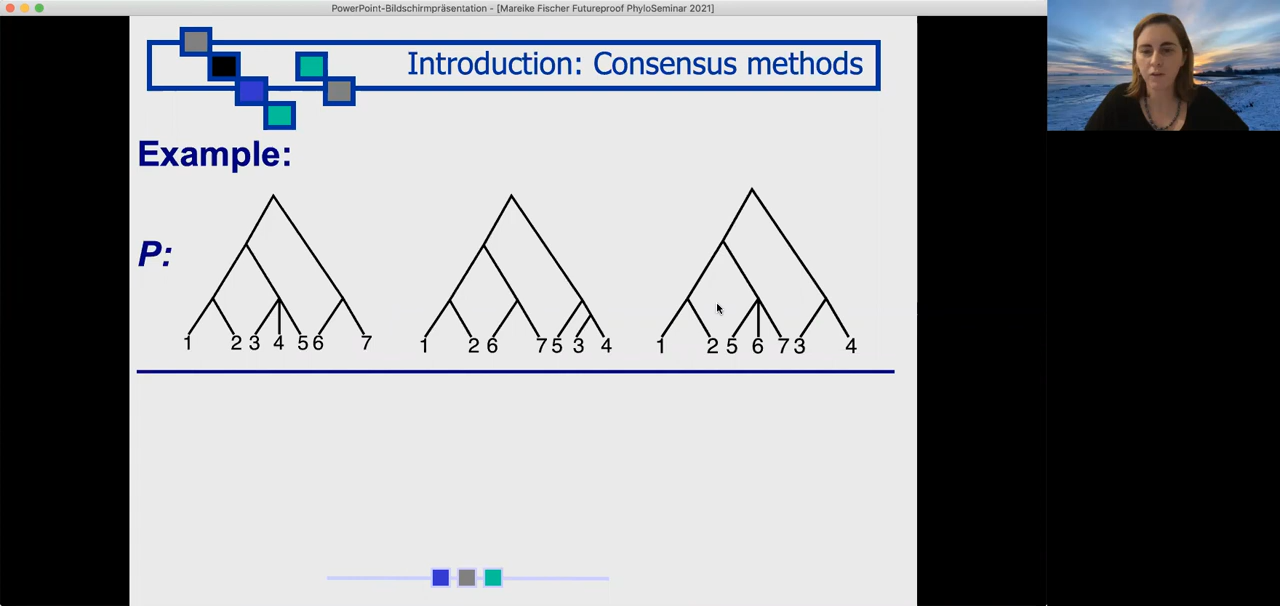 PowerPoint-Bildschirmpräsentation - [Mareike Fischer Futureproof PhyloSeminar 2021]
Introduction: Consensus methods
Example:
P:
1 2 3 4 5 6 7
1 2 6 7 5 3 4
1 2 5 6 7 3 4